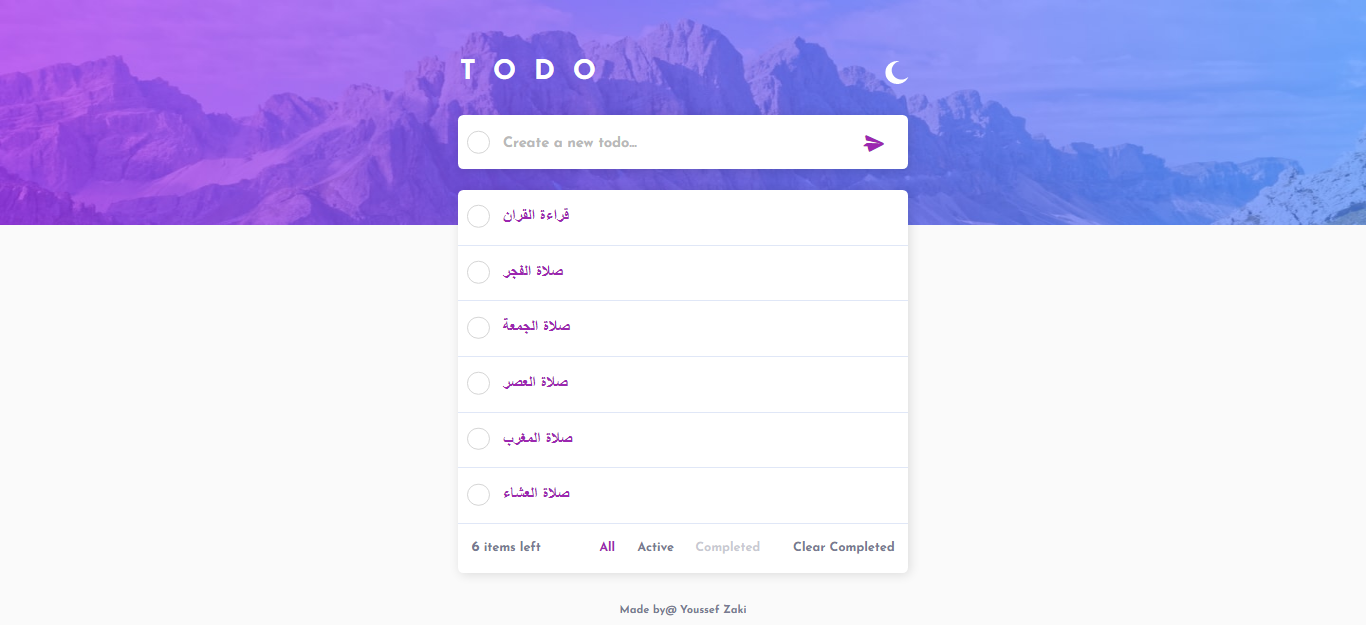 TODO
Create a new todo...
قراءة القران
صلاة الفجر
صلاة الجمعة
صلاة العصر
صلاة المغرب
صلاة العشاء
6 items left All Active Completed Clear Completed
Made by@ Youssef Zaki